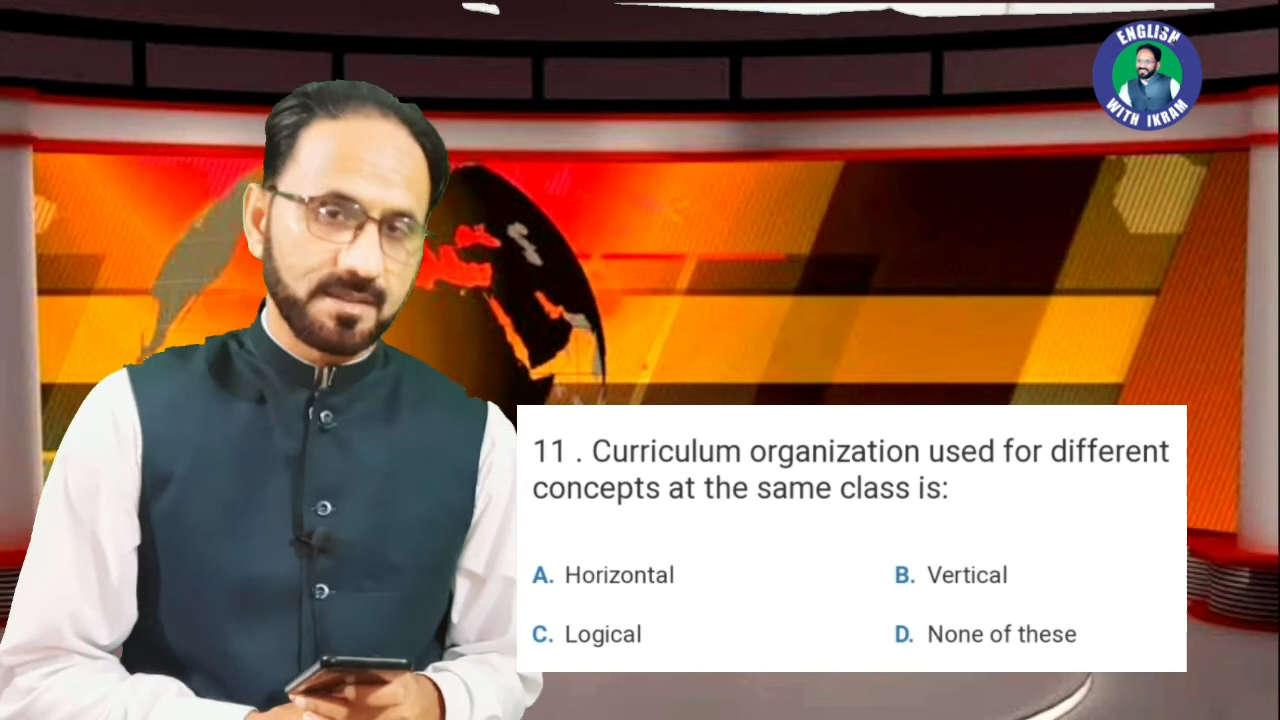 ENGLISH
WITH IKRAM
11 . Curriculum organization used for different
concepts at the same class is:
A. Horizontal
B. Vertical
C. Logical
D. None of these